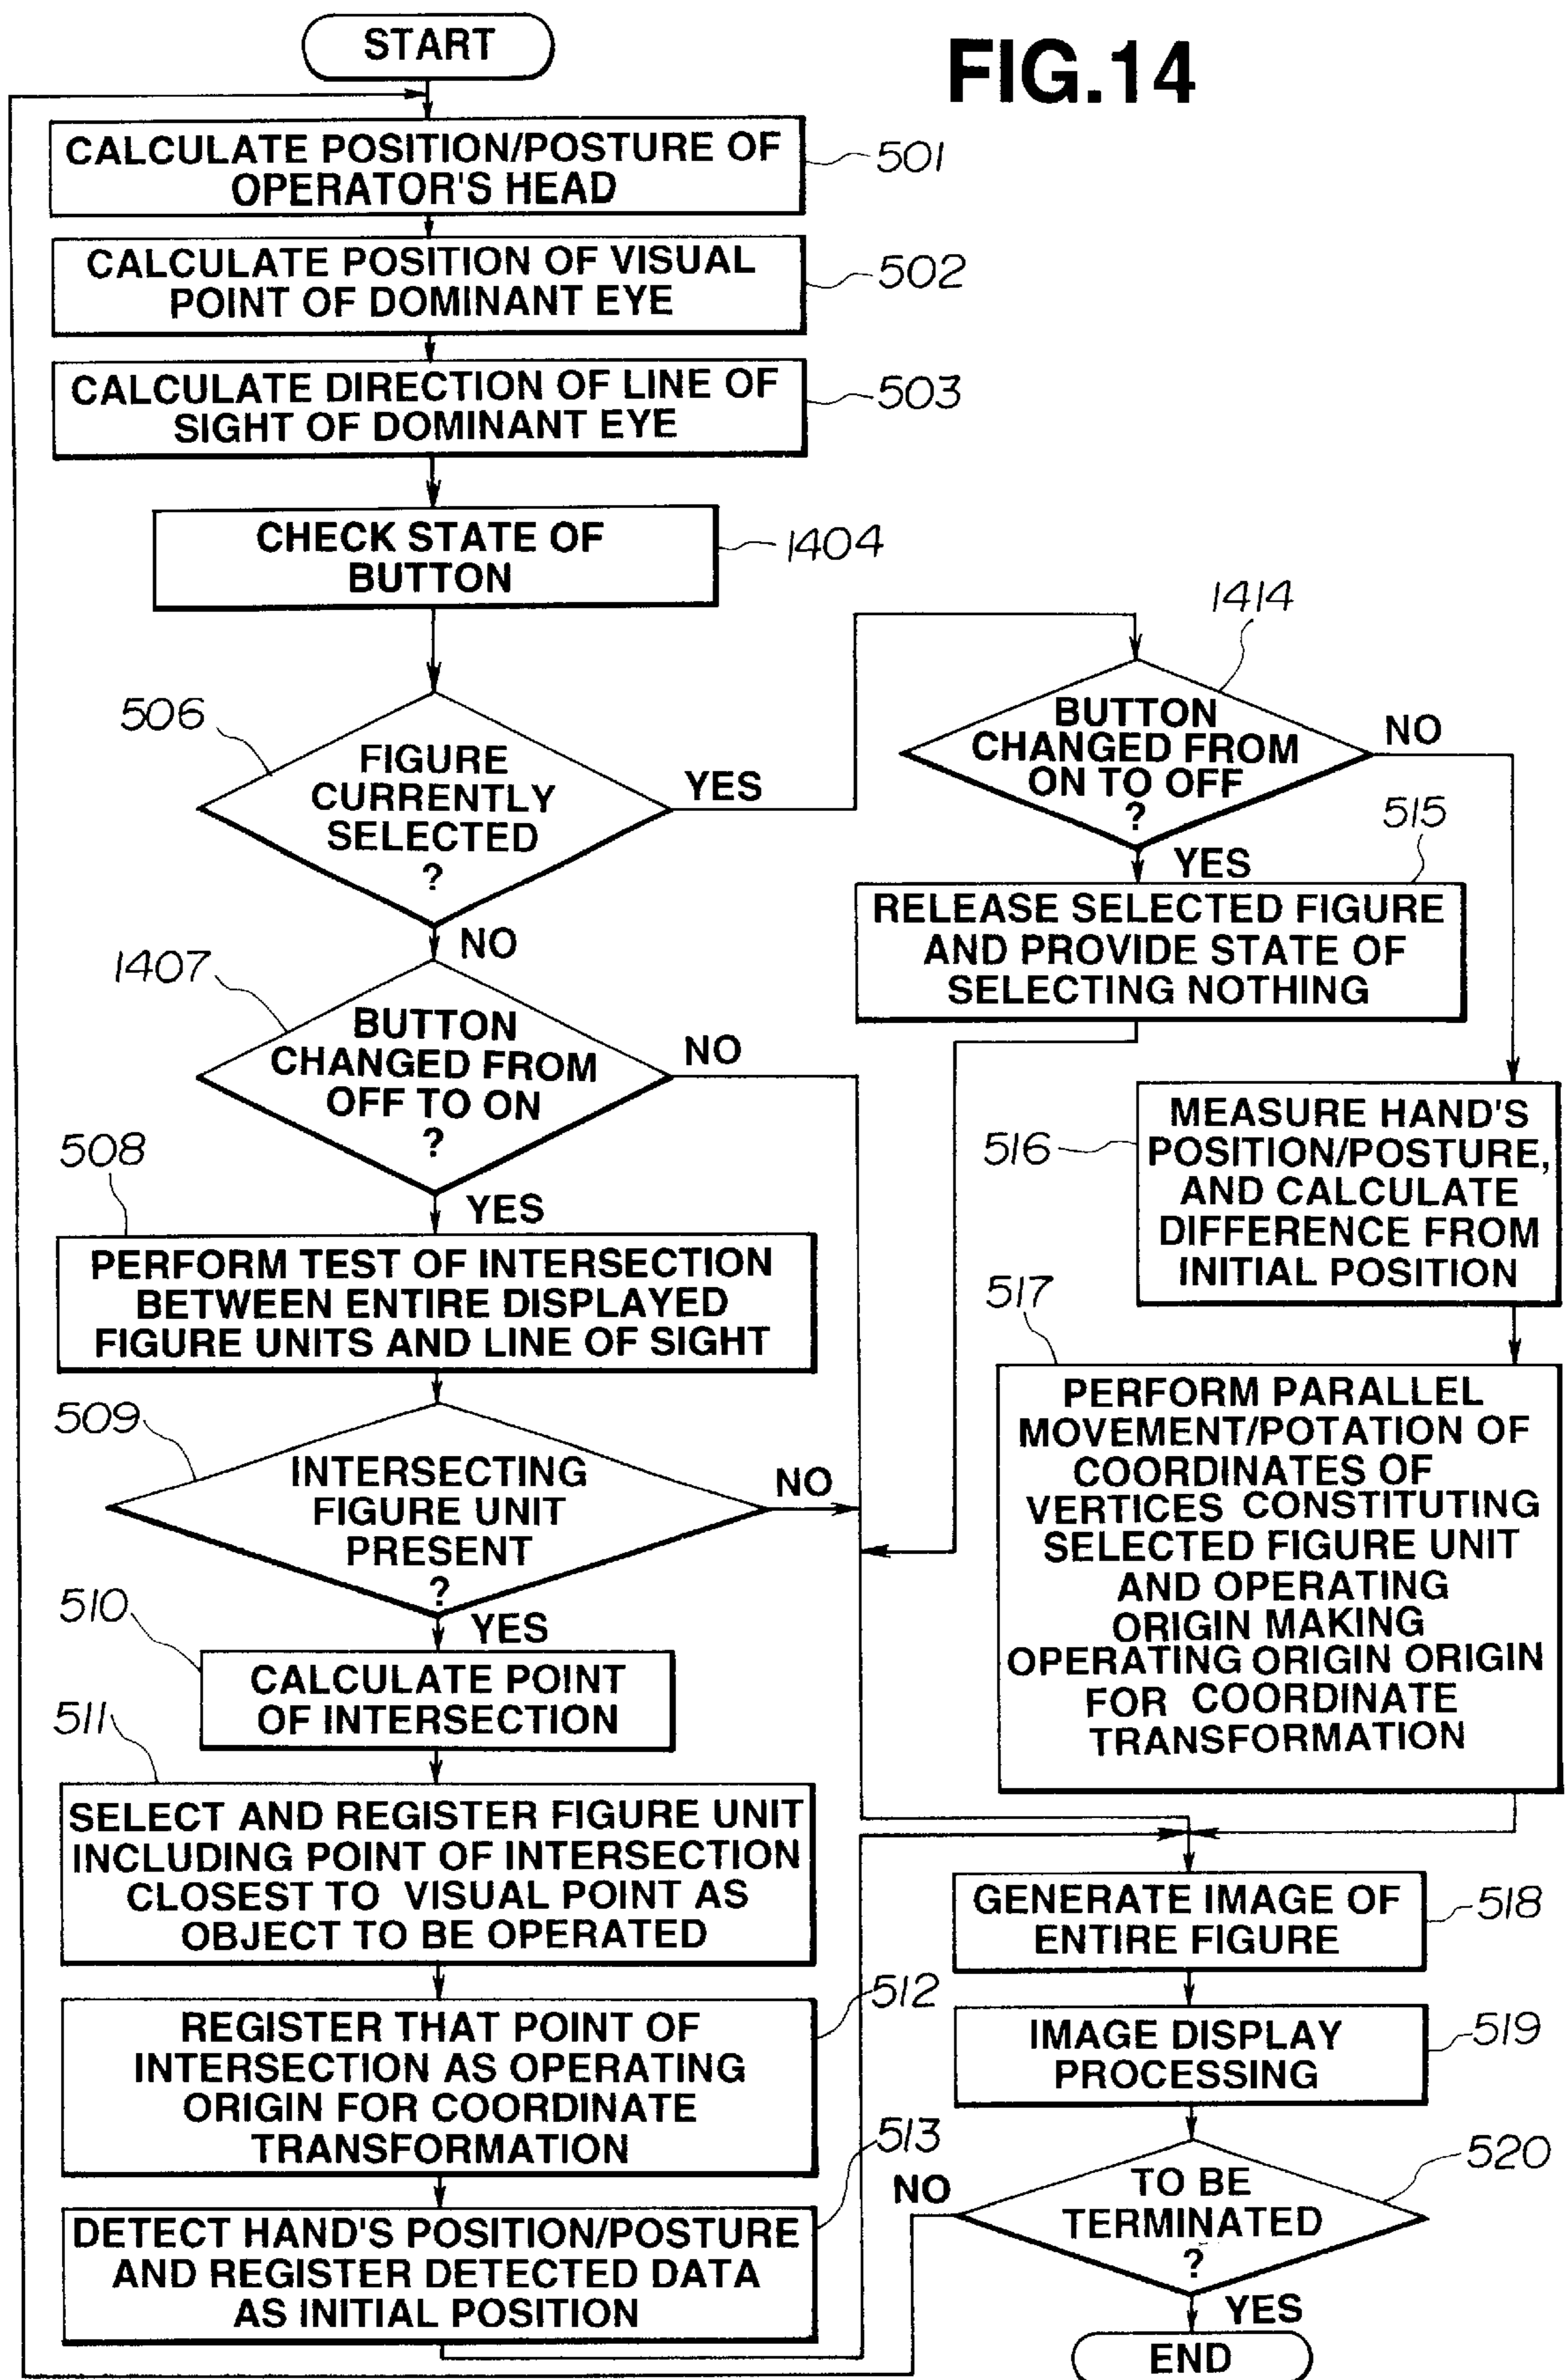 START
FIG.14
CALCULATE POSITION/POSTURE OF
OPERATOR'S HEAD
501
CALCULATE POSITION OF VISUAL
POINT OF DOMINANT EYE
502
CALCULATE DIRECTION OF LINE OF
SIGHT OF DOMINANT EYE
503
CHECK STATE OF
BUTTON
1404
506
FIGURE
CURRENTLY
SELECTED
?
YES
NO
1414
BUTTON
CHANGED FROM
ON TO OFF
?
NO
YES
515
RELEASE SELECTED FIGURE
AND PROVIDE STATE OF
SELECTING NOTHING
1407
BUTTON
CHANGED FROM
OFF TO ON
?
NO
YES
516
MEASURE HAND'S
POSITION/POSTURE,
AND CALCULATE
DIFFERENCE FROM
INITIAL POSITION
508
PERFORM TEST OF INTERSECTION
BETWEEN ENTIRE DISPLAYED
FIGURE UNITS AND LINE OF SIGHT
517
PERFORM PARALLEL
MOVEMENT/POTATION OF
COORDINATES OF
VERTICES CONSTITUTING
SELECTED FIGURE UNIT
AND OPERATING
ORIGIN MAKING
OPERATING ORIGIN ORIGIN
FOR COORDINATE
TRANSFORMATION
509
INTERSECTING
FIGURE UNIT
PRESENT
?
NO
YES
510
CALCULATE POINT
OF INTERSECTION
511
SELECT AND REGISTER FIGURE UNIT
INCLUDING POINT OF INTERSECTION
CLOSEST TO VISUAL POINT AS
OBJECT TO BE OPERATED
512
REGISTER THAT POINT OF
INTERSECTION AS OPERATING
ORIGIN FOR COORDINATE
TRANSFORMATION
513
DETECT HAND'S POSITION/POSTURE
AND REGISTER DETECTED DATA
AS INITIAL POSITION
GENERATE IMAGE OF
ENTIRE FIGURE
518
IMAGE DISPLAY
PROCESSING
519
520
TO BE
TERMINATED
?
NO
YES
END